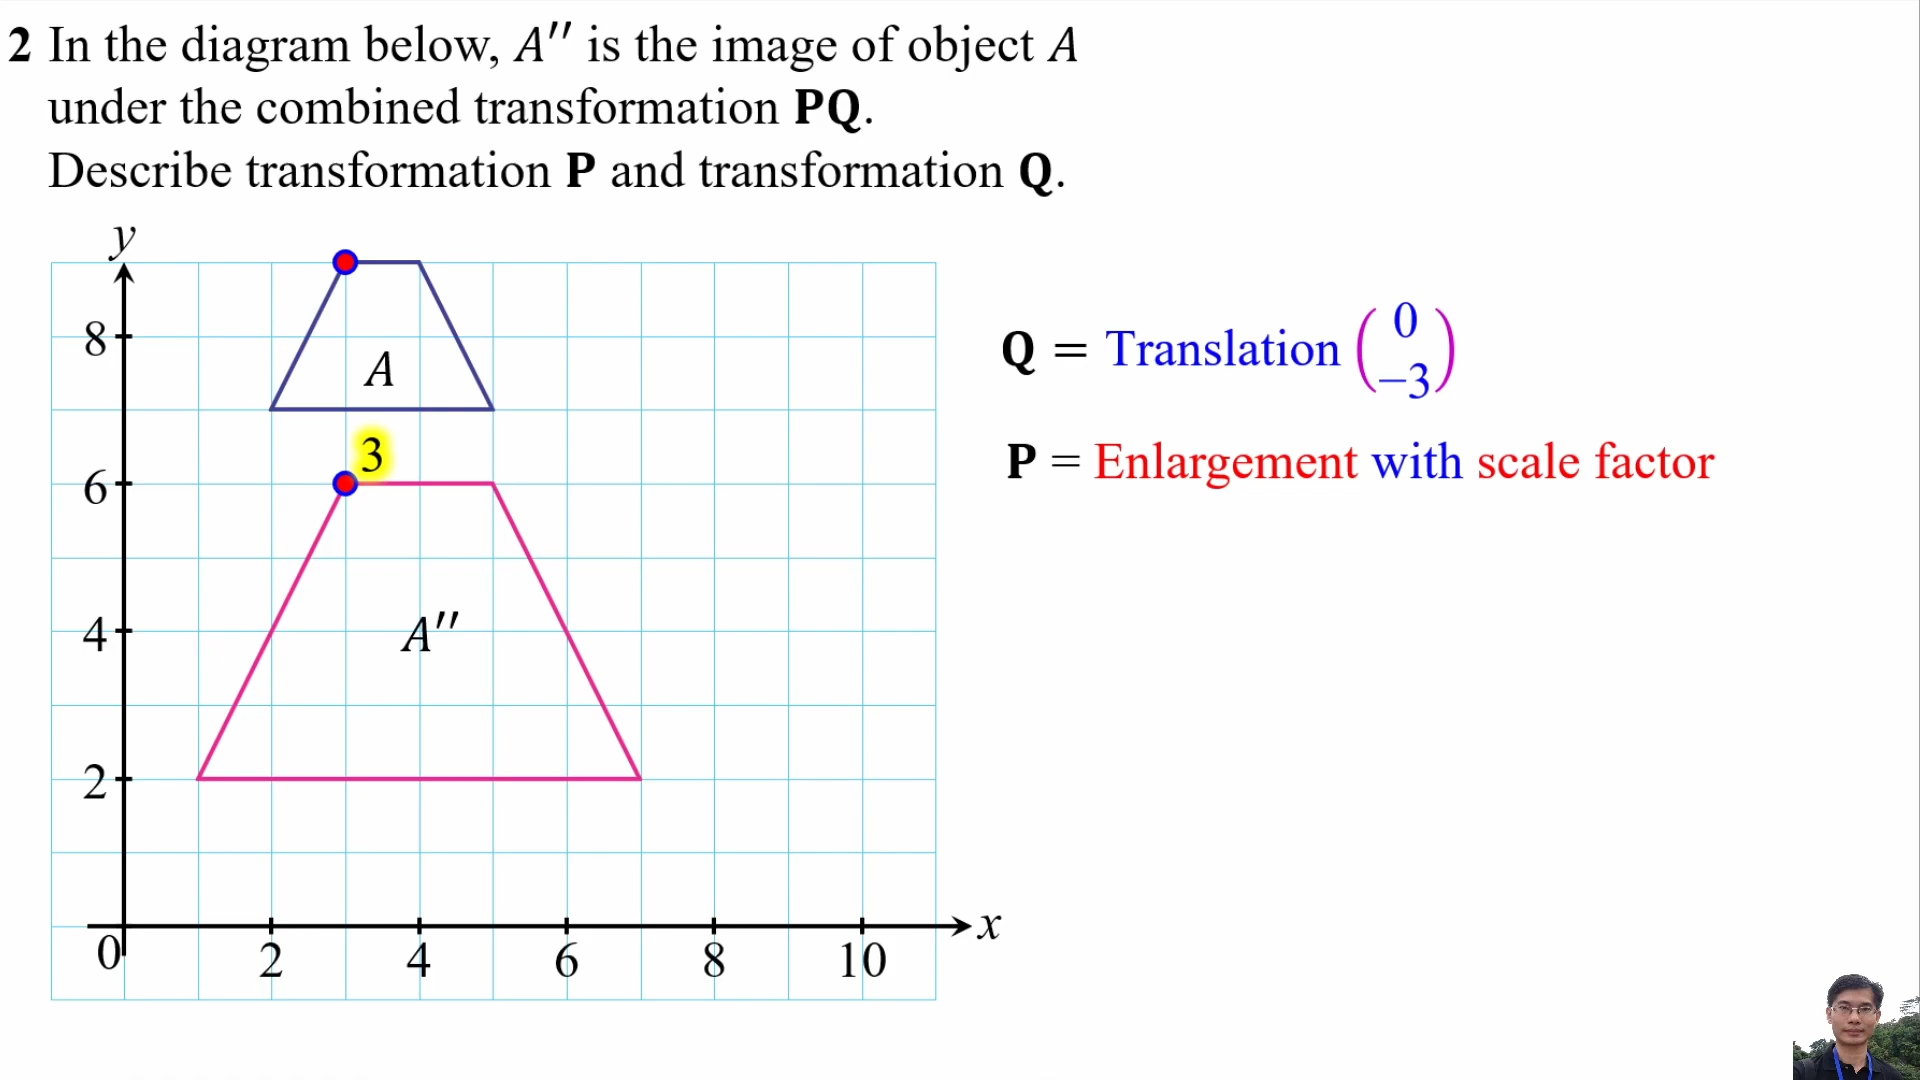 2 In the diagram below, A″ is the image of object A
under the combined transformation PQ.
Describe transformation P and transformation Q.
y
8
A
3
6
4
A″
2
0
2 4 6 8 10
x
Q = Translation (0 −3)
P = Enlargement with scale factor